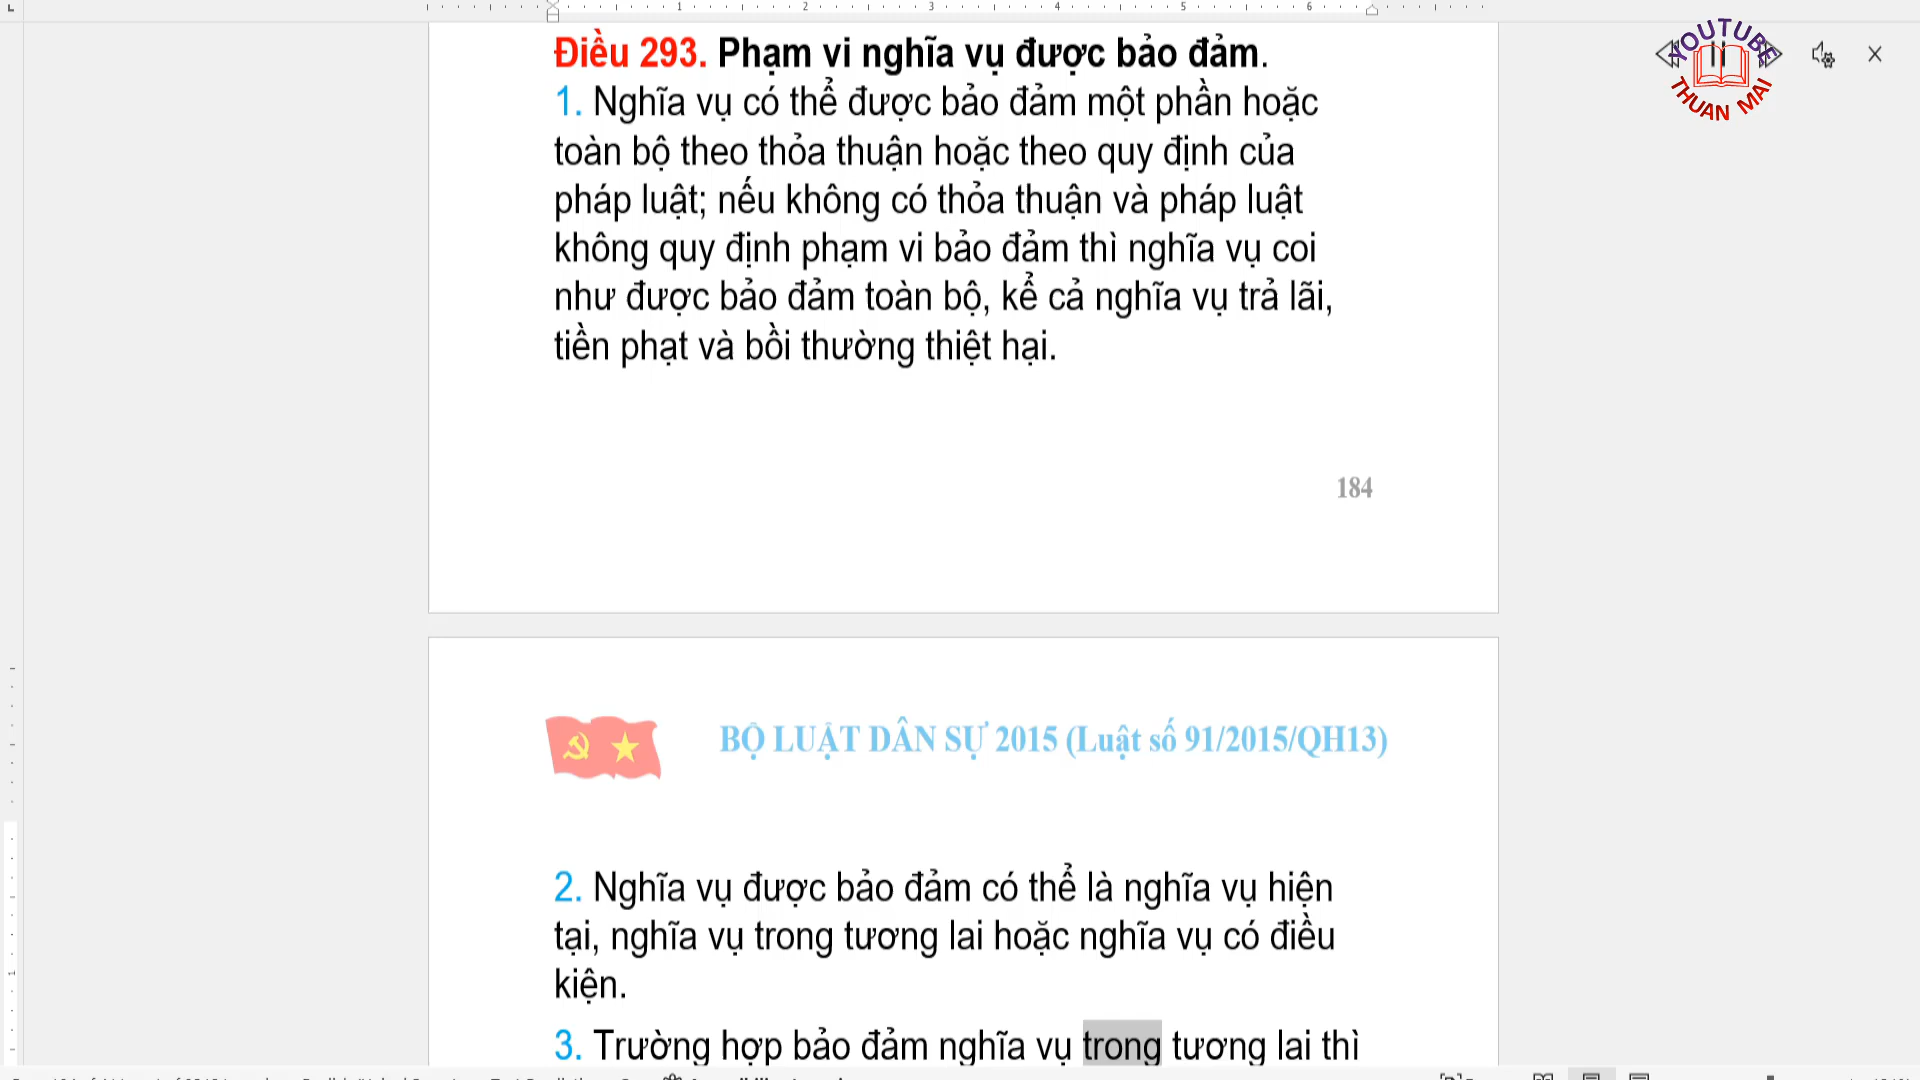 1 2 3 4 5 6
YOUTUBE
THUAN MAI
Điều 293. Phạm vi nghĩa vụ được bảo đảm.
1. Nghĩa vụ có thể được bảo đảm một phần hoặc
toàn bộ theo thỏa thuận hoặc theo quy định của
pháp luật; nếu không có thỏa thuận và pháp luật
không quy định phạm vi bảo đảm thì nghĩa vụ coi
như được bảo đảm toàn bộ, kể cả nghĩa vụ trả lãi,
tiền phạt và bồi thường thiệt hại.
184
BỘ LUẬT DÂN SỰ 2015 (Luật số 91/2015/QH13)
2. Nghĩa vụ được bảo đảm có thể là nghĩa vụ hiện
tại, nghĩa vụ trong tương lai hoặc nghĩa vụ có điều
kiện.
3. Trường hợp bảo đảm nghĩa vụ trong tương lai thì